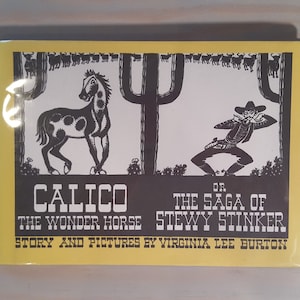 CALICO
THE WONDER HORSE
OR
THE SAGA OF
STEWY STINKER
STORY AND PICTURES BY VIRGINIA LEE BURTON